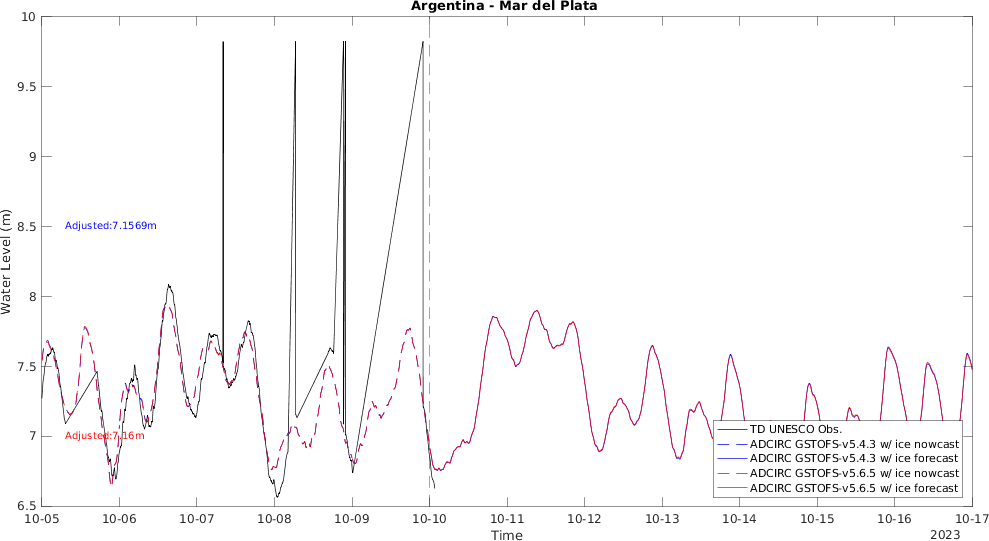 Argentina - Mar del Plata
10
9.5
9
8.5
8
7.5
7
6.5
Water Level (m)
Adjusted:7.1569m
Adjusted:7.16m
TD UNESCO Obs.
ADCIRC GSTOFS-v5.4.3 w/ ice nowcast
ADCIRC GSTOFS-v5.4.3 w/ ice forecast
ADCIRC GSTOFS-v5.6.5 w/ ice nowcast
ADCIRC GSTOFS-v5.6.5 w/ ice forecast
10-05 10-06 10-07 10-08 10-09 10-10 10-11 10-12 10-13 10-14 10-15 10-16 10-17
Time
2023